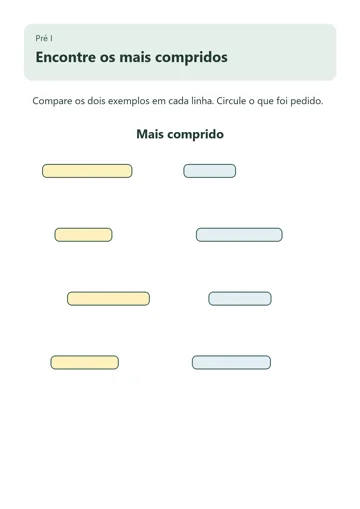 Pré I
Encontre os mais compridos
Compare os dois exemplos em cada linha. Circule o que foi pedido.
Mais comprido